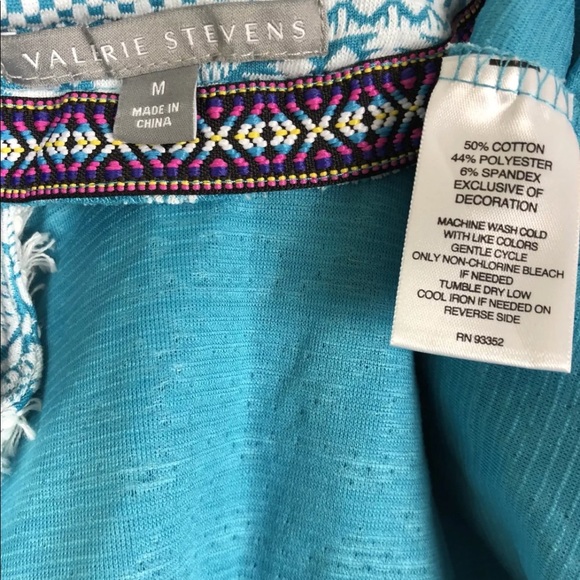 VALERIE STEVENS
M
MADE IN
CHINA
50% COTTON
44% POLYESTER
6% SPANDEX
EXCLUSIVE OF
DECORATION
MACHINE WASH COLD
WITH LIKE COLORS
GENTLE CYCLE
ONLY NON-CHLORINE BLEACH
IF NEEDED
TUMBLE DRY LOW
COOL IRON IF NEEDED ON
REVERSE SIDE
RN 93352